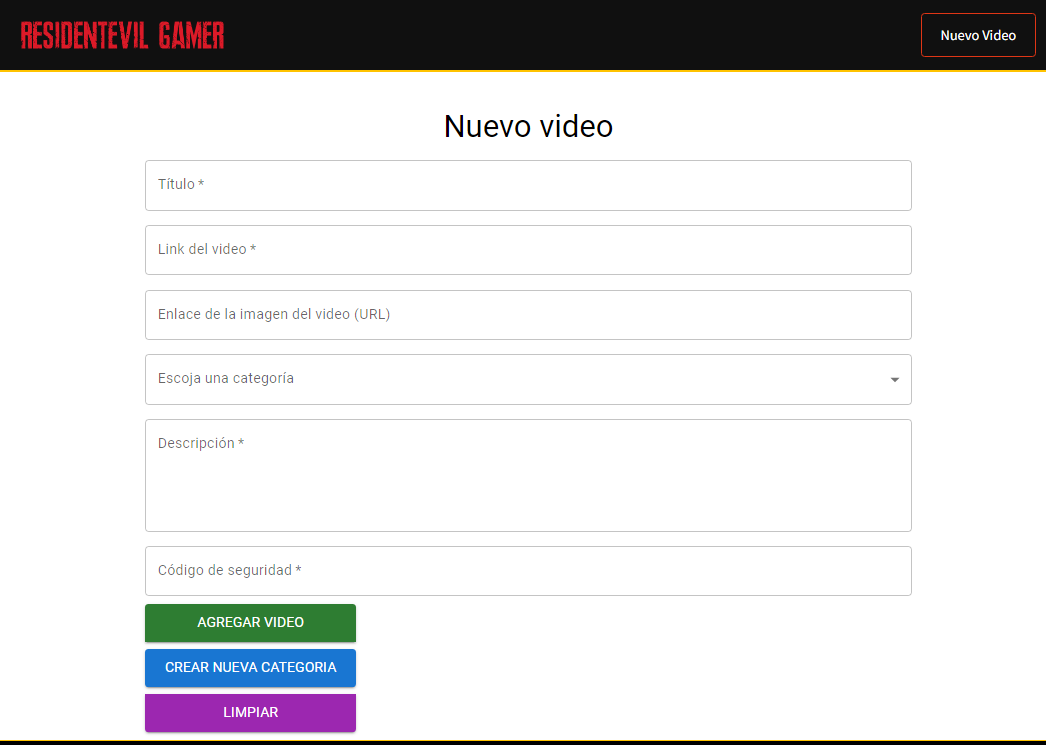 RESIDENTEVIL GAMER
Nuevo Video
Nuevo video
Título *
Link del video *
Enlace de la imagen del video (URL)
Escoja una categoría
Descripción *
Código de seguridad *
AGREGAR VIDEO
CREAR NUEVA CATEGORIA
LIMPIAR